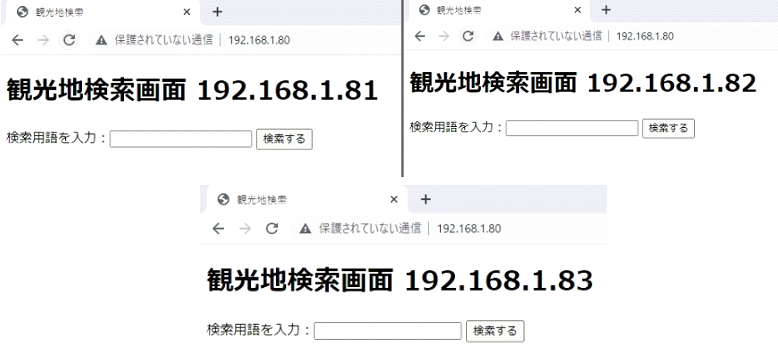 観光地検索
保護されていない通信 192.168.1.80
観光地検索画面 192.168.1.81
検索用語を入力： 検索する
観光地検索
保護されていない通信 192.168.1.80
観光地検索画面 192.168.1.82
検索用語を入力： 検索する
観光地検索
保護されていない通信 192.168.1.80
観光地検索画面 192.168.1.83
検索用語を入力： 検索する